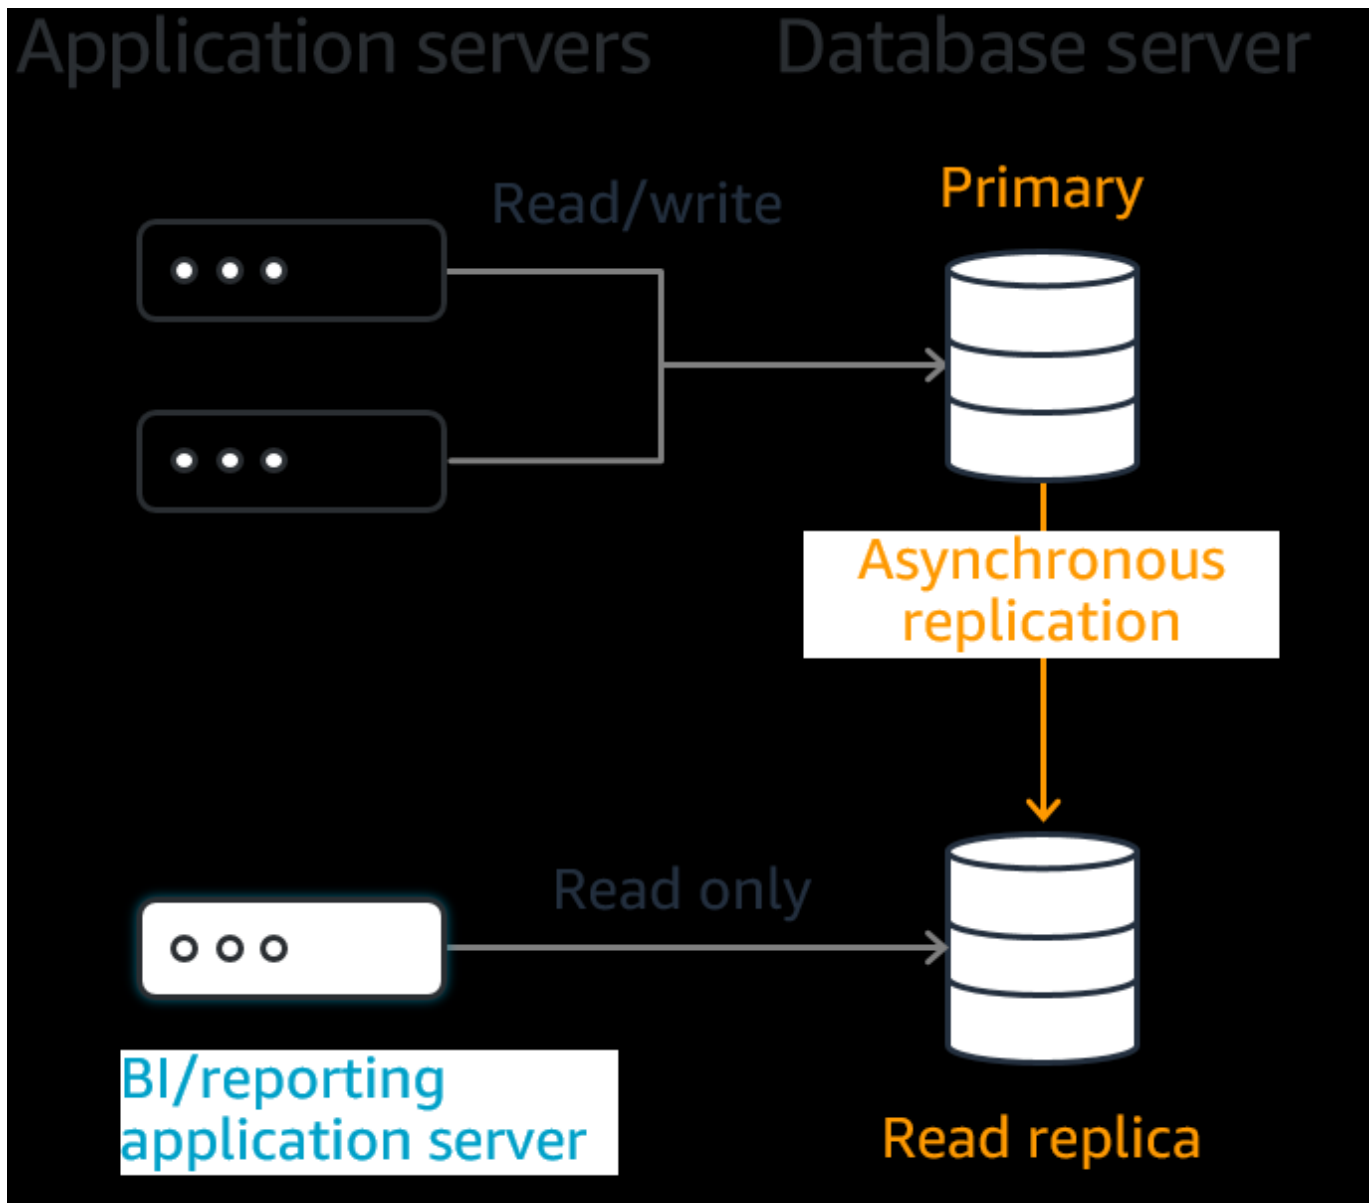 Application servers
Database server
Read/write
Primary
Asynchronous
replication
Read only
BI/reporting
application server
Read replica